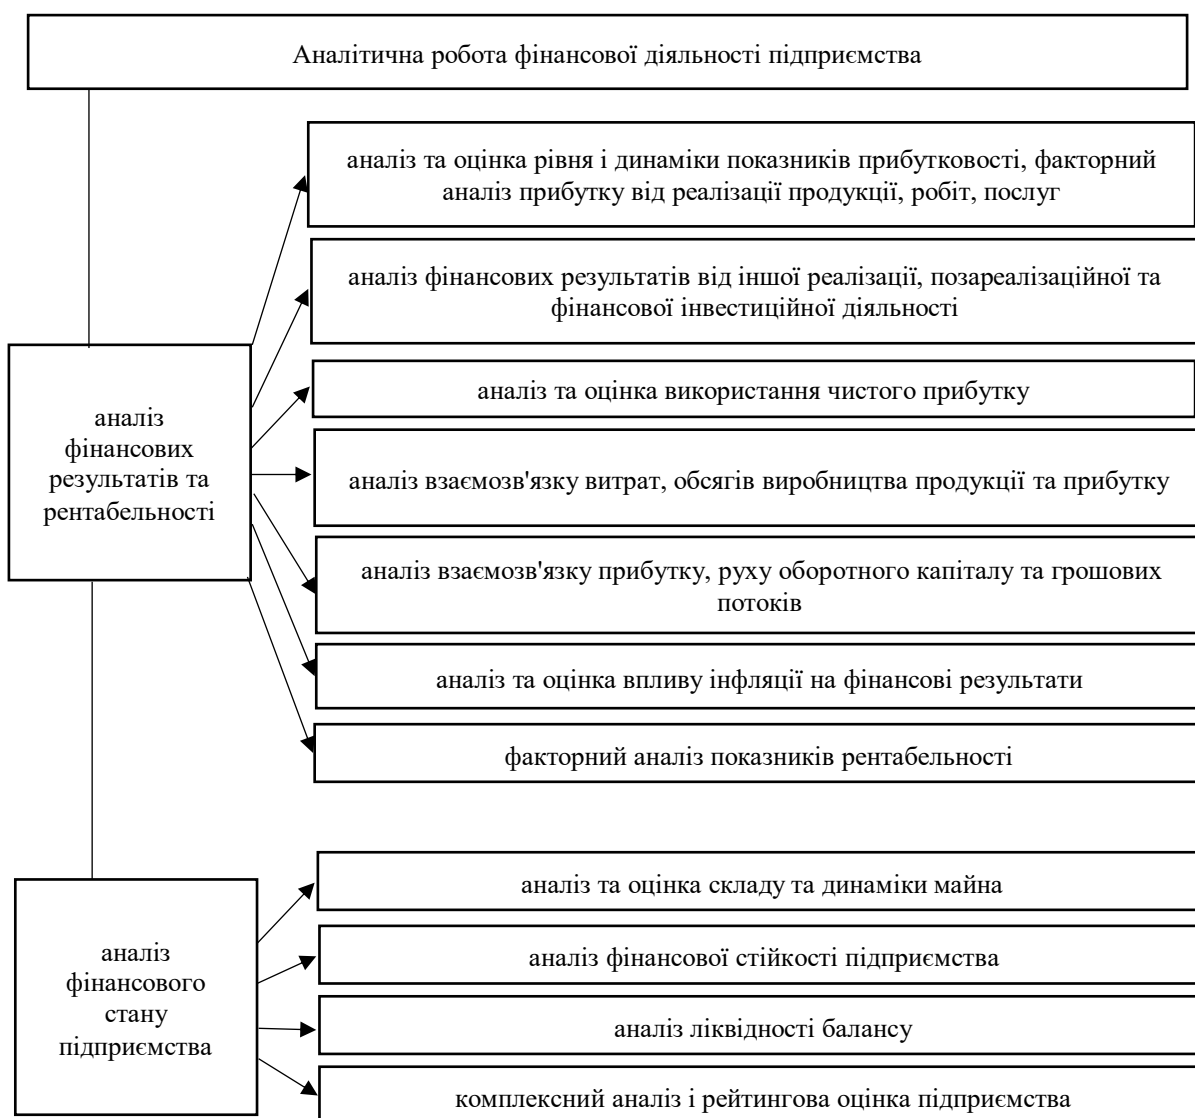 Аналітична робота фінансової діяльності підприємства
аналіз та оцінка рівня і динаміки показників прибутковості, факторний
аналіз прибутку від реалізації продукції, робіт, послуг
аналіз фінансових результатів від іншої реалізації, позареалізаційної та
фінансової інвестиційної діяльності
аналіз та оцінка використання чистого прибутку
аналіз
фінансових
результатів та
рентабельності
аналіз взаємозв'язку витрат, обсягів виробництва продукції та прибутку
аналіз взаємозв'язку прибутку, руху оборотного капіталу та грошових
потоків
аналіз та оцінка впливу інфляції на фінансові результати
факторний аналіз показників рентабельності
аналіз та оцінка складу та динаміки майна
аналіз
фінансового
стану
підприємства
аналіз фінансової стійкості підприємства
аналіз ліквідності балансу
комплексний аналіз і рейтингова оцінка підприємства